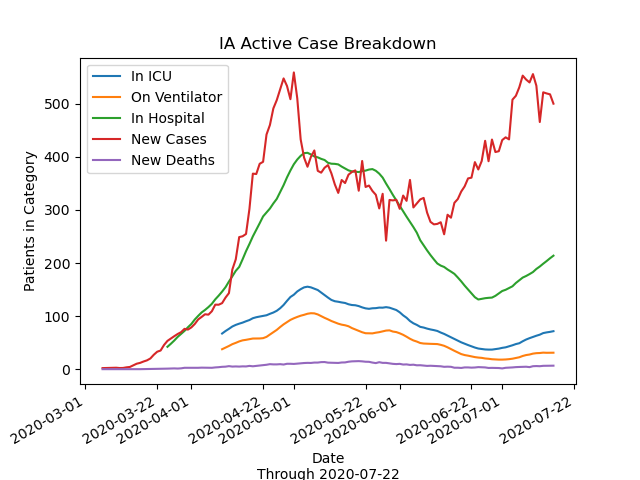 IA Active Case Breakdown
In ICU
On Ventilator
In Hospital
New Cases
New Deaths
Patients in Category
500
400
300
200
100
0
2020-03-01
2020-03-22
2020-04-01
2020-04-22
2020-05-01
2020-05-22
2020-06-01
2020-06-22
2020-07-01
2020-07-22
Date
Through 2020-07-22